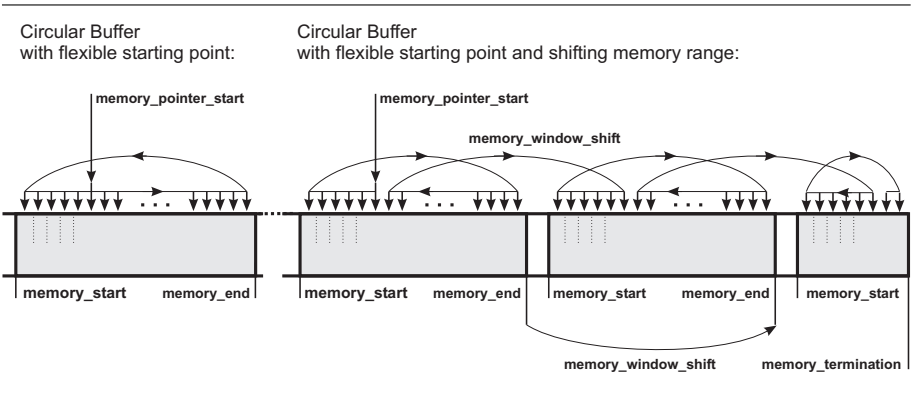 Circular Buffer
with flexible starting point:
Circular Buffer
with flexible starting point and shifting memory range:
memory_pointer_start
memory_pointer_start
memory_window_shift
memory_start
memory_end
memory_start
memory_end
memory_start
memory_end
memory_start
memory_window_shift
memory_termination